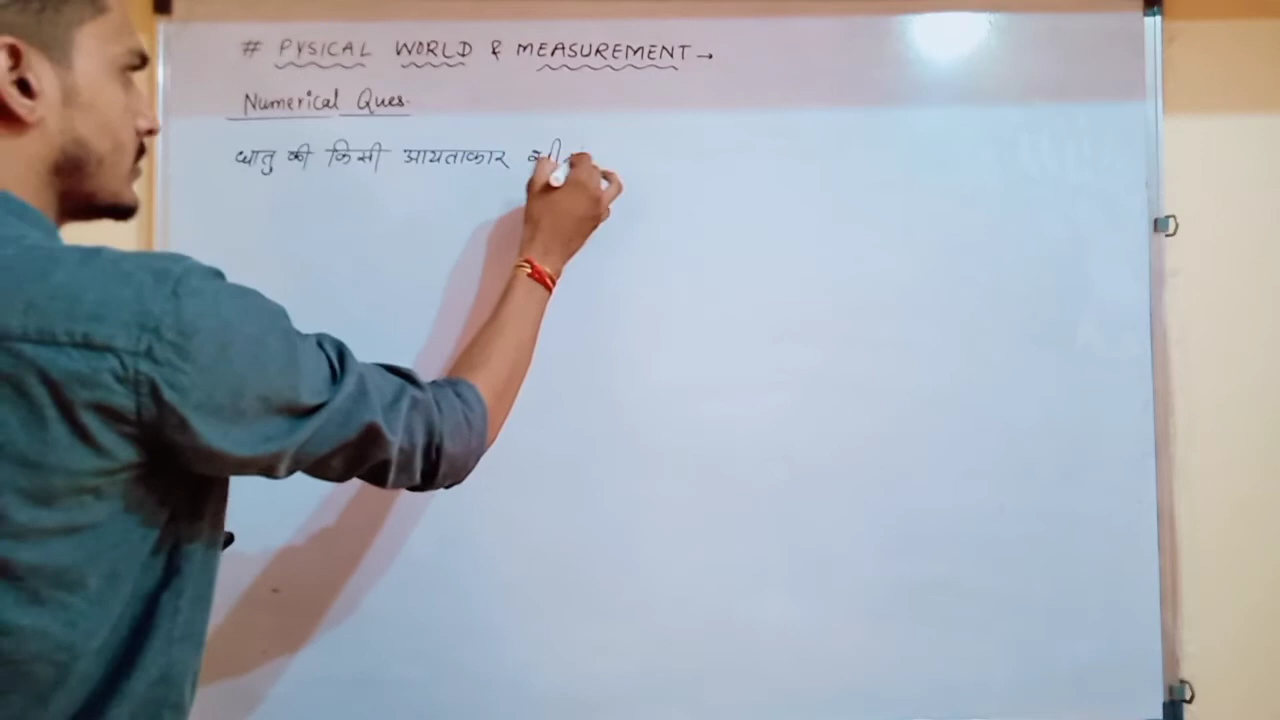 # PYSICAL WORLD & MEASUREMENT →
Numerical Ques.
धातु की किसी आयताकार